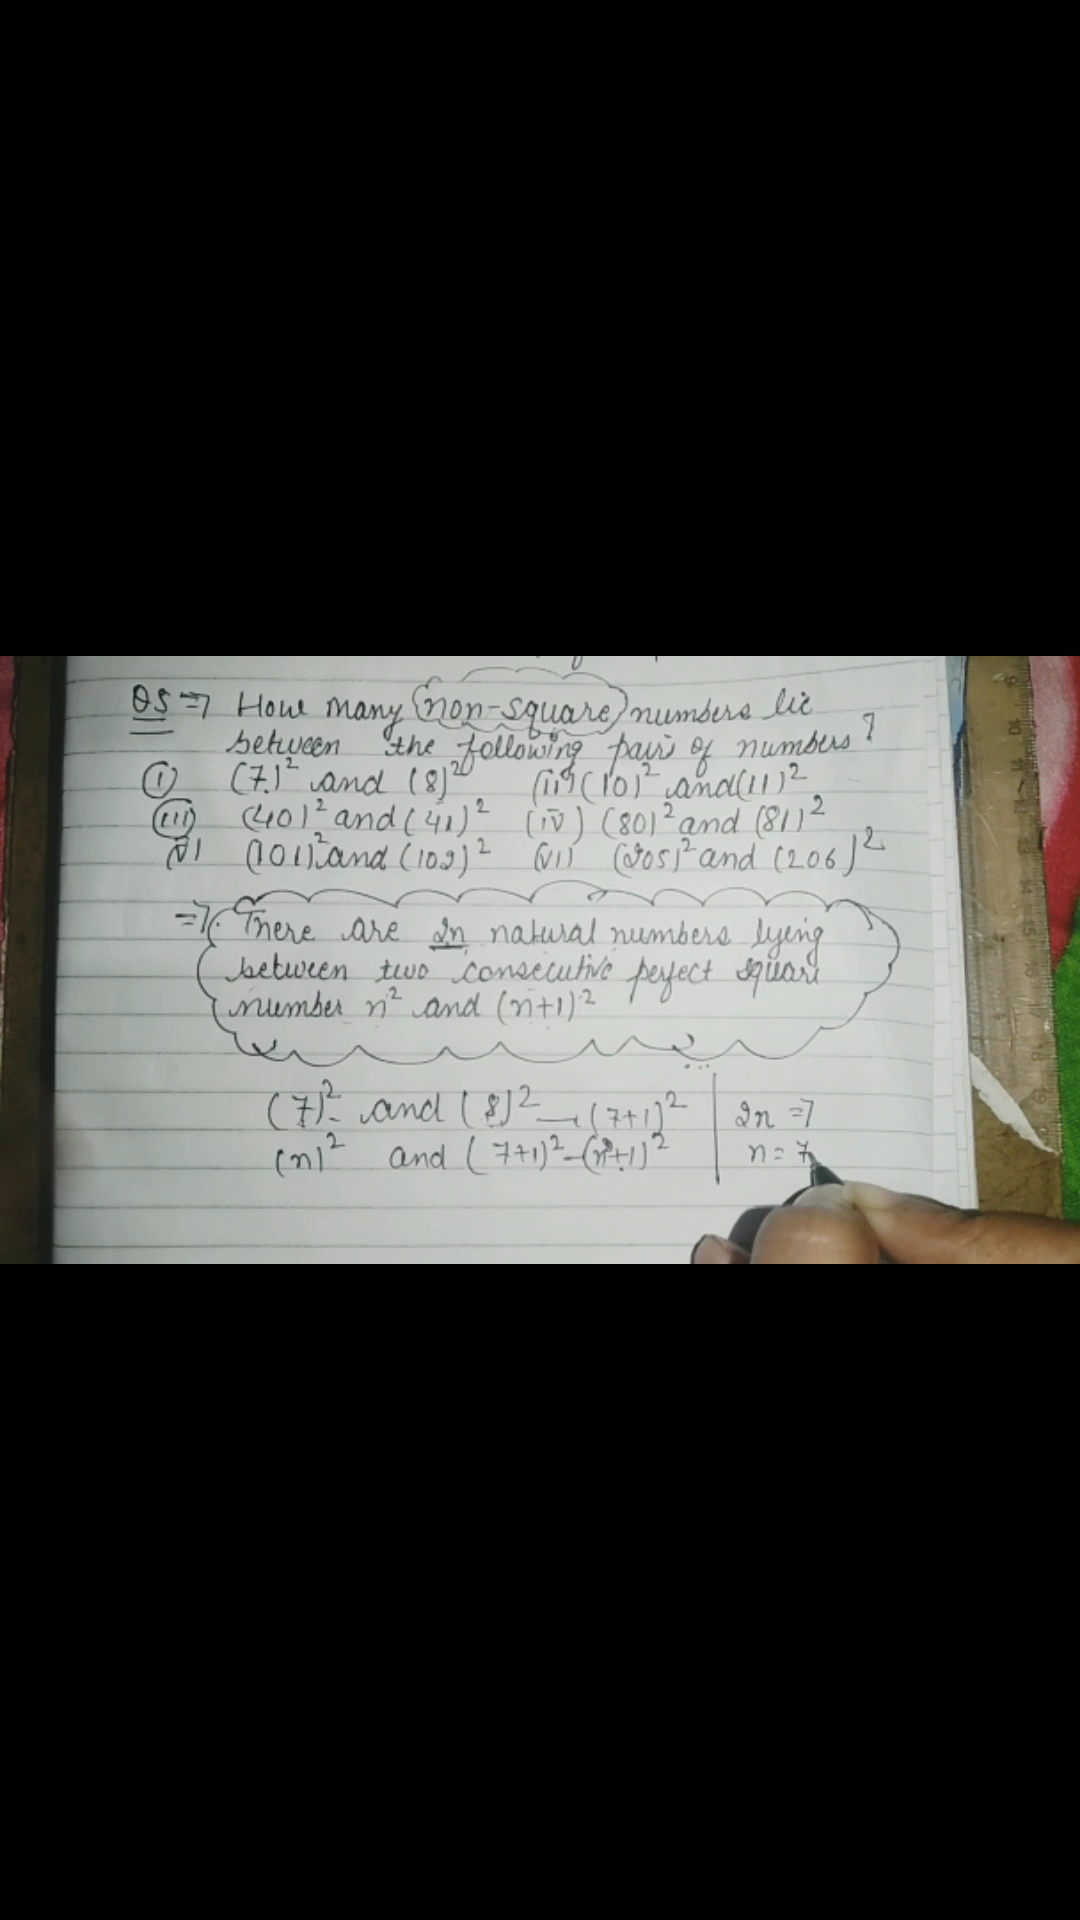 Q5 ⇒ How many non-square numbers lie
between the following pair of numbers?
(i) (7)² and (8)² (ii) (10)² and (11)²
(iii) (40)² and (41)² (iv) (80)² and (81)²
(v) (101)² and (102)² (vi) (205)² and (206)²
⇒ There are 2n natural numbers lying
between two consecutive perfect square
number n² and (n+1)²
(7)² and (8)² → (7+1)² | 2n ⇒
(n)² and (7+1)² - (n+1)² | n = 7